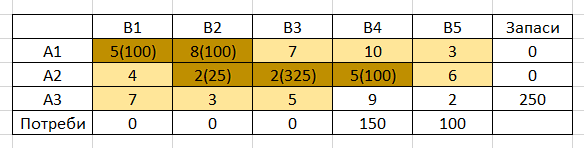 B1 B2 B3 B4 B5 Запаси
A1 5(100) 8(100) 7 10 3 0
A2 4 2(25) 2(325) 5(100) 6 0
A3 7 3 5 9 2 250
Потреби 0 0 0 150 100